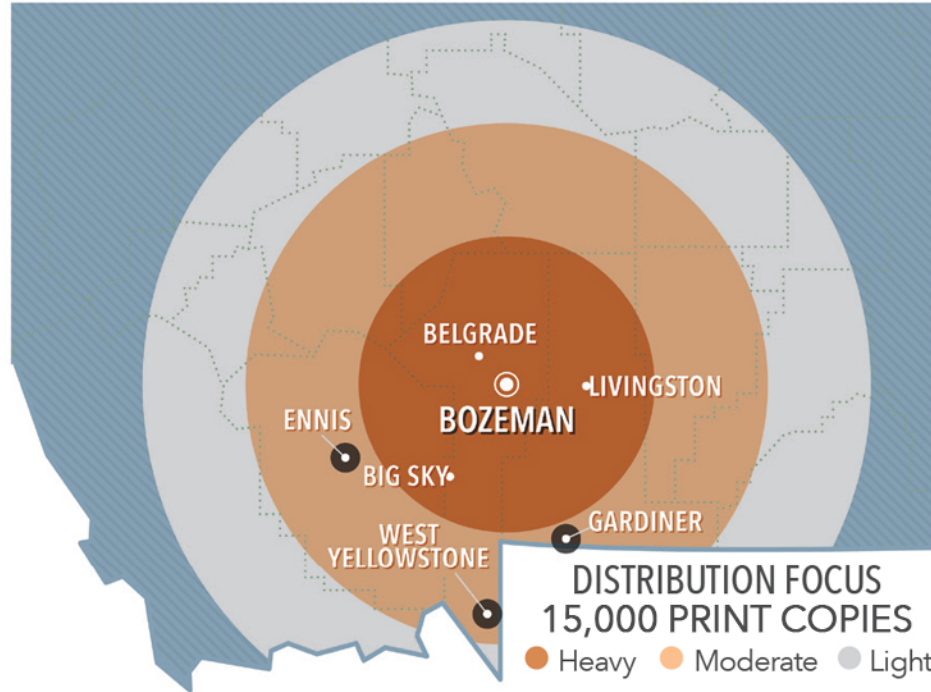 BELGRADE
LIVINGSTON
BOZEMAN
ENNIS
BIG SKY
GARDINER
WEST
YELLOWSTONE
DISTRIBUTION FOCUS
15,000 PRINT COPIES
Heavy Moderate Light